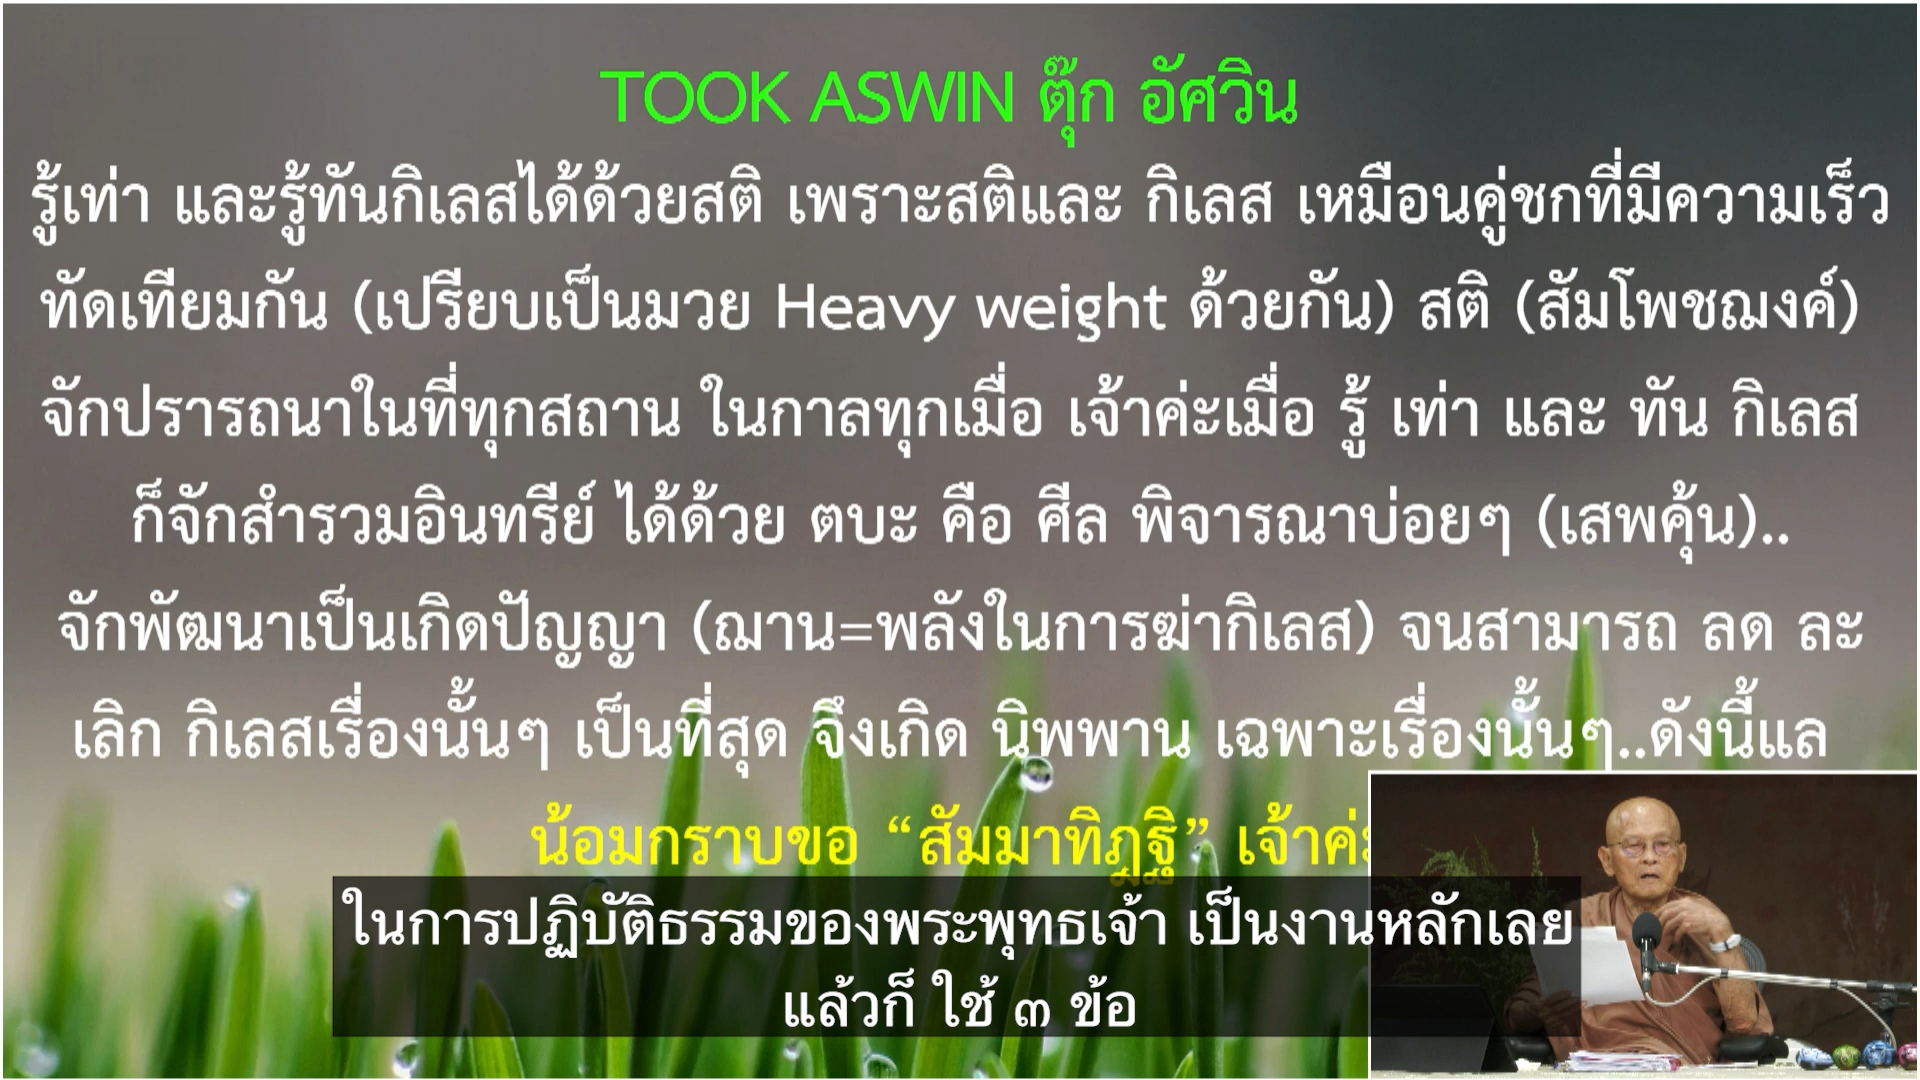 TOOK ASWIN ตุ๊ก อัศวิน
รู้เท่า และรู้ทันกิเลสได้ด้วยสติ เพราะสติและ กิเลส เหมือนคู่ชกที่มีความเร็ว
ทัดเทียมกัน (เปรียบเป็นมวย Heavy weight ด้วยกัน) สติ (สัมโพชฌงค์)
จักปรารถนาในที่ทุกสถาน ในกาลทุกเมื่อ เจ้าค่ะเมื่อ รู้ เท่า และ ทัน กิเลส
ก็จักสำรวมอินทรีย์ ได้ด้วย ตบะ คือ ศีล พิจารณาบ่อยๆ (เสพคุ้น)..
จักพัฒนาเป็นเกิดปัญญา (ฌาน=พลังในการฆ่ากิเลส) จนสามารถ ลด ละ
เลิก กิเลสเรื่องนั้นๆ เป็นที่สุด จึงเกิด นิพพาน เฉพาะเรื่องนั้นๆ..ดังนี้แล
น้อมกราบขอ “สัมมาทิฏฐิ” เจ้าค่ะ
ในการปฏิบัติธรรมของพระพุทธเจ้า เป็นงานหลักเลย
แล้วก็ ใช้ ๓ ข้อ